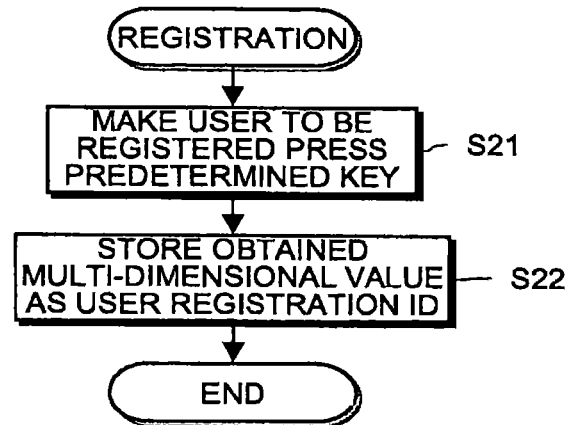 REGISTRATION
MAKE USER TO BE
REGISTERED PRESS
PREDETERMINED KEY
S21
STORE OBTAINED
MULTI-DIMENSIONAL VALUE
AS USER REGISTRATION ID
S22
END